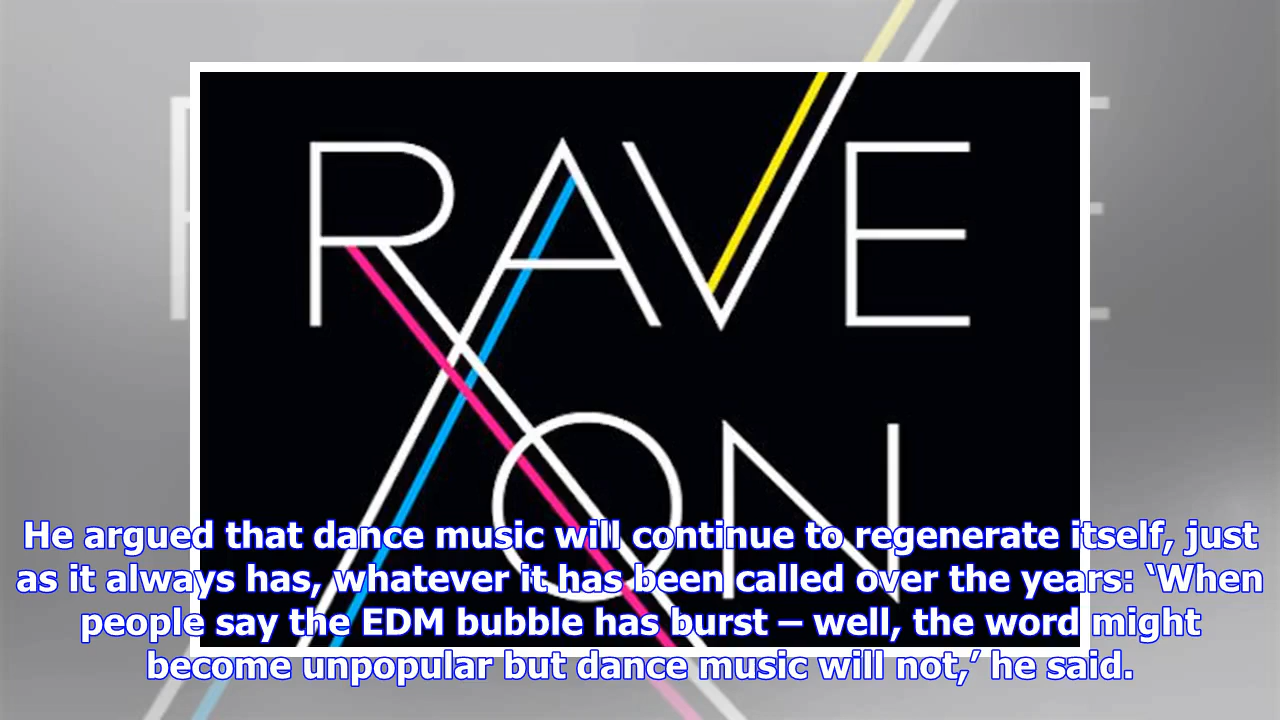 RAVE
ON
He argued that dance music will continue to regenerate itself, just
as it always has, whatever it has been called over the years: ‘When
people say the EDM bubble has burst – well, the word might
become unpopular but dance music will not,’ he said.